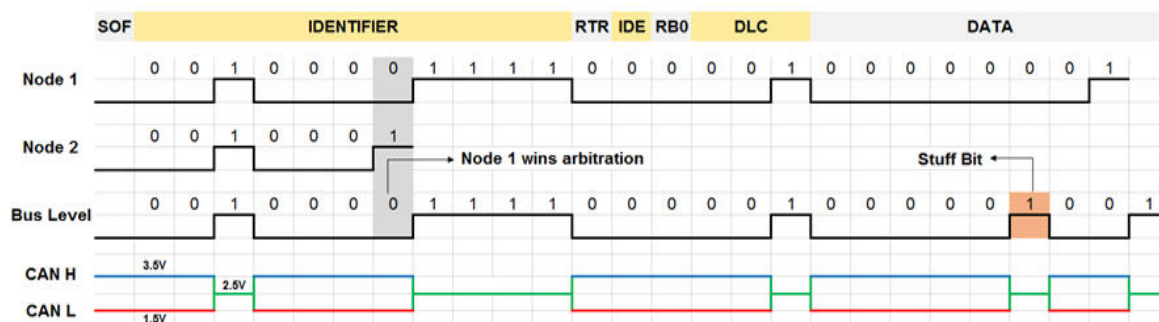 SOF IDENTIFIER RTR IDE RB0 DLC DATA
Node 1 0 0 1 0 0 0 0 1 1 1 1 0 0 0 0 0 1 0 0 0 0 0 0 0 1
Node 2 0 0 1 0 0 0 1
Node 1 wins arbitration Stuff Bit
Bus Level 0 0 1 0 0 0 0 1 1 1 1 0 0 0 0 0 1 0 0 0 0 0 1 0 0 1
3.5V
CAN H
2.5V
CAN L
1.5V